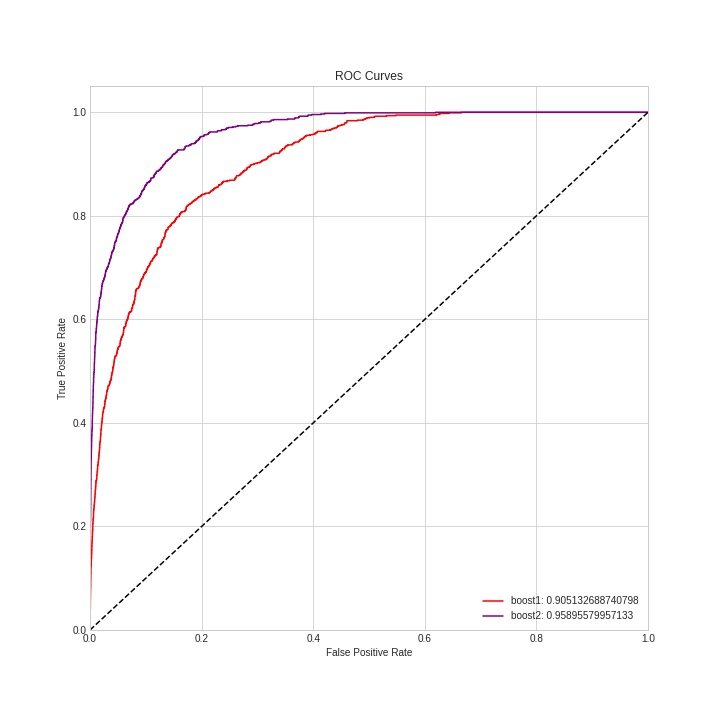 ROC Curves
True Positive Rate
1.0
0.8
0.6
0.4
0.2
0.0
boost1: 0.905132688740798
boost2: 0.95895579957133
0.0 0.2 0.4 0.6 0.8 1.0
False Positive Rate